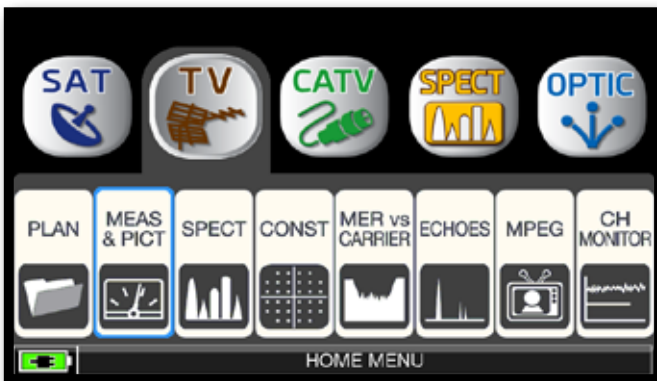 SAT
TV
CATV
SPECT
OPTIC
PLAN
MEAS
& PICT
SPECT
CONST
MER vs
CARRIER
ECHOES
MPEG
CH
MONITOR
HOME MENU